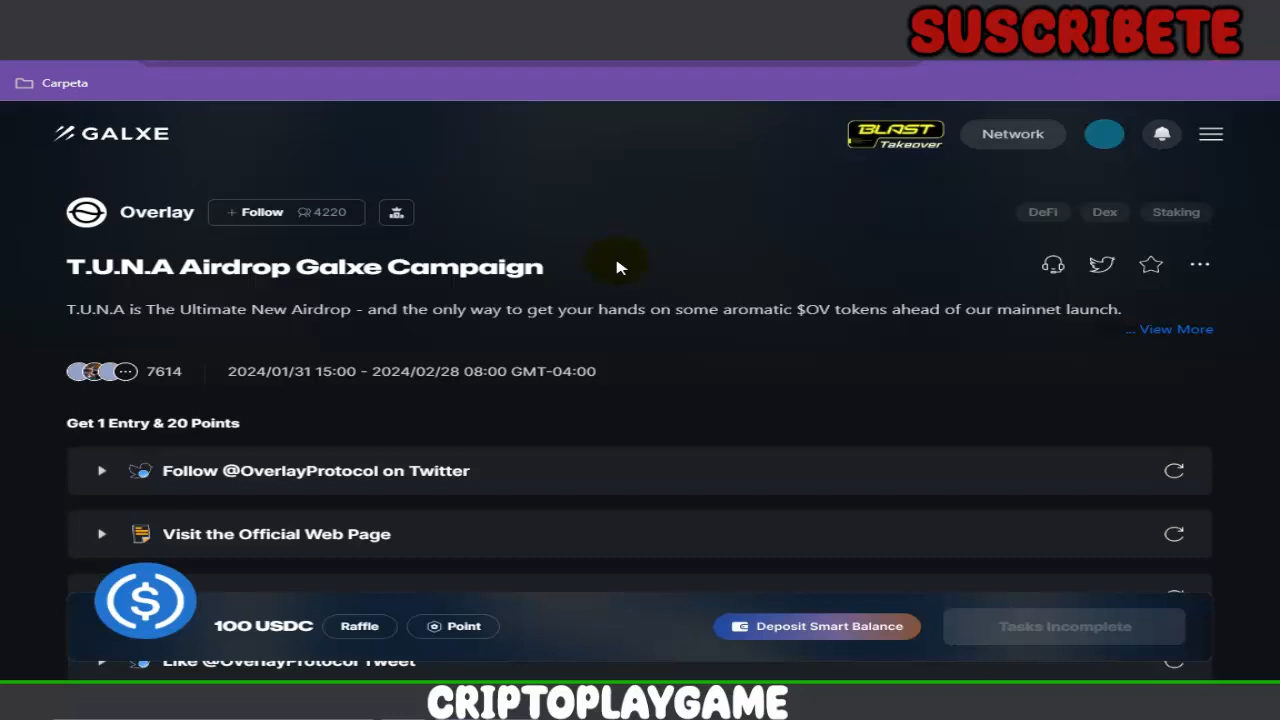 SUSCRIBETE
Carpeta
GALXE
BLAST Takeover
Network
Overlay
+ Follow 4220
DeFi
Dex
Staking
T.U.N.A Airdrop Galxe Campaign
T.U.N.A is The Ultimate New Airdrop - and the only way to get your hands on some aromatic $OV tokens ahead of our mainnet launch.
... View More
7614
2024/01/31 15:00 - 2024/02/28 08:00 GMT-04:00
Get 1 Entry & 20 Points
Follow @OverlayProtocol on Twitter
Visit the Official Web Page
100 USDC
Raffle
Point
Deposit Smart Balance
Tasks Incomplete
Like @OverlayProtocol Tweet
CRIPTOPLAYGAME